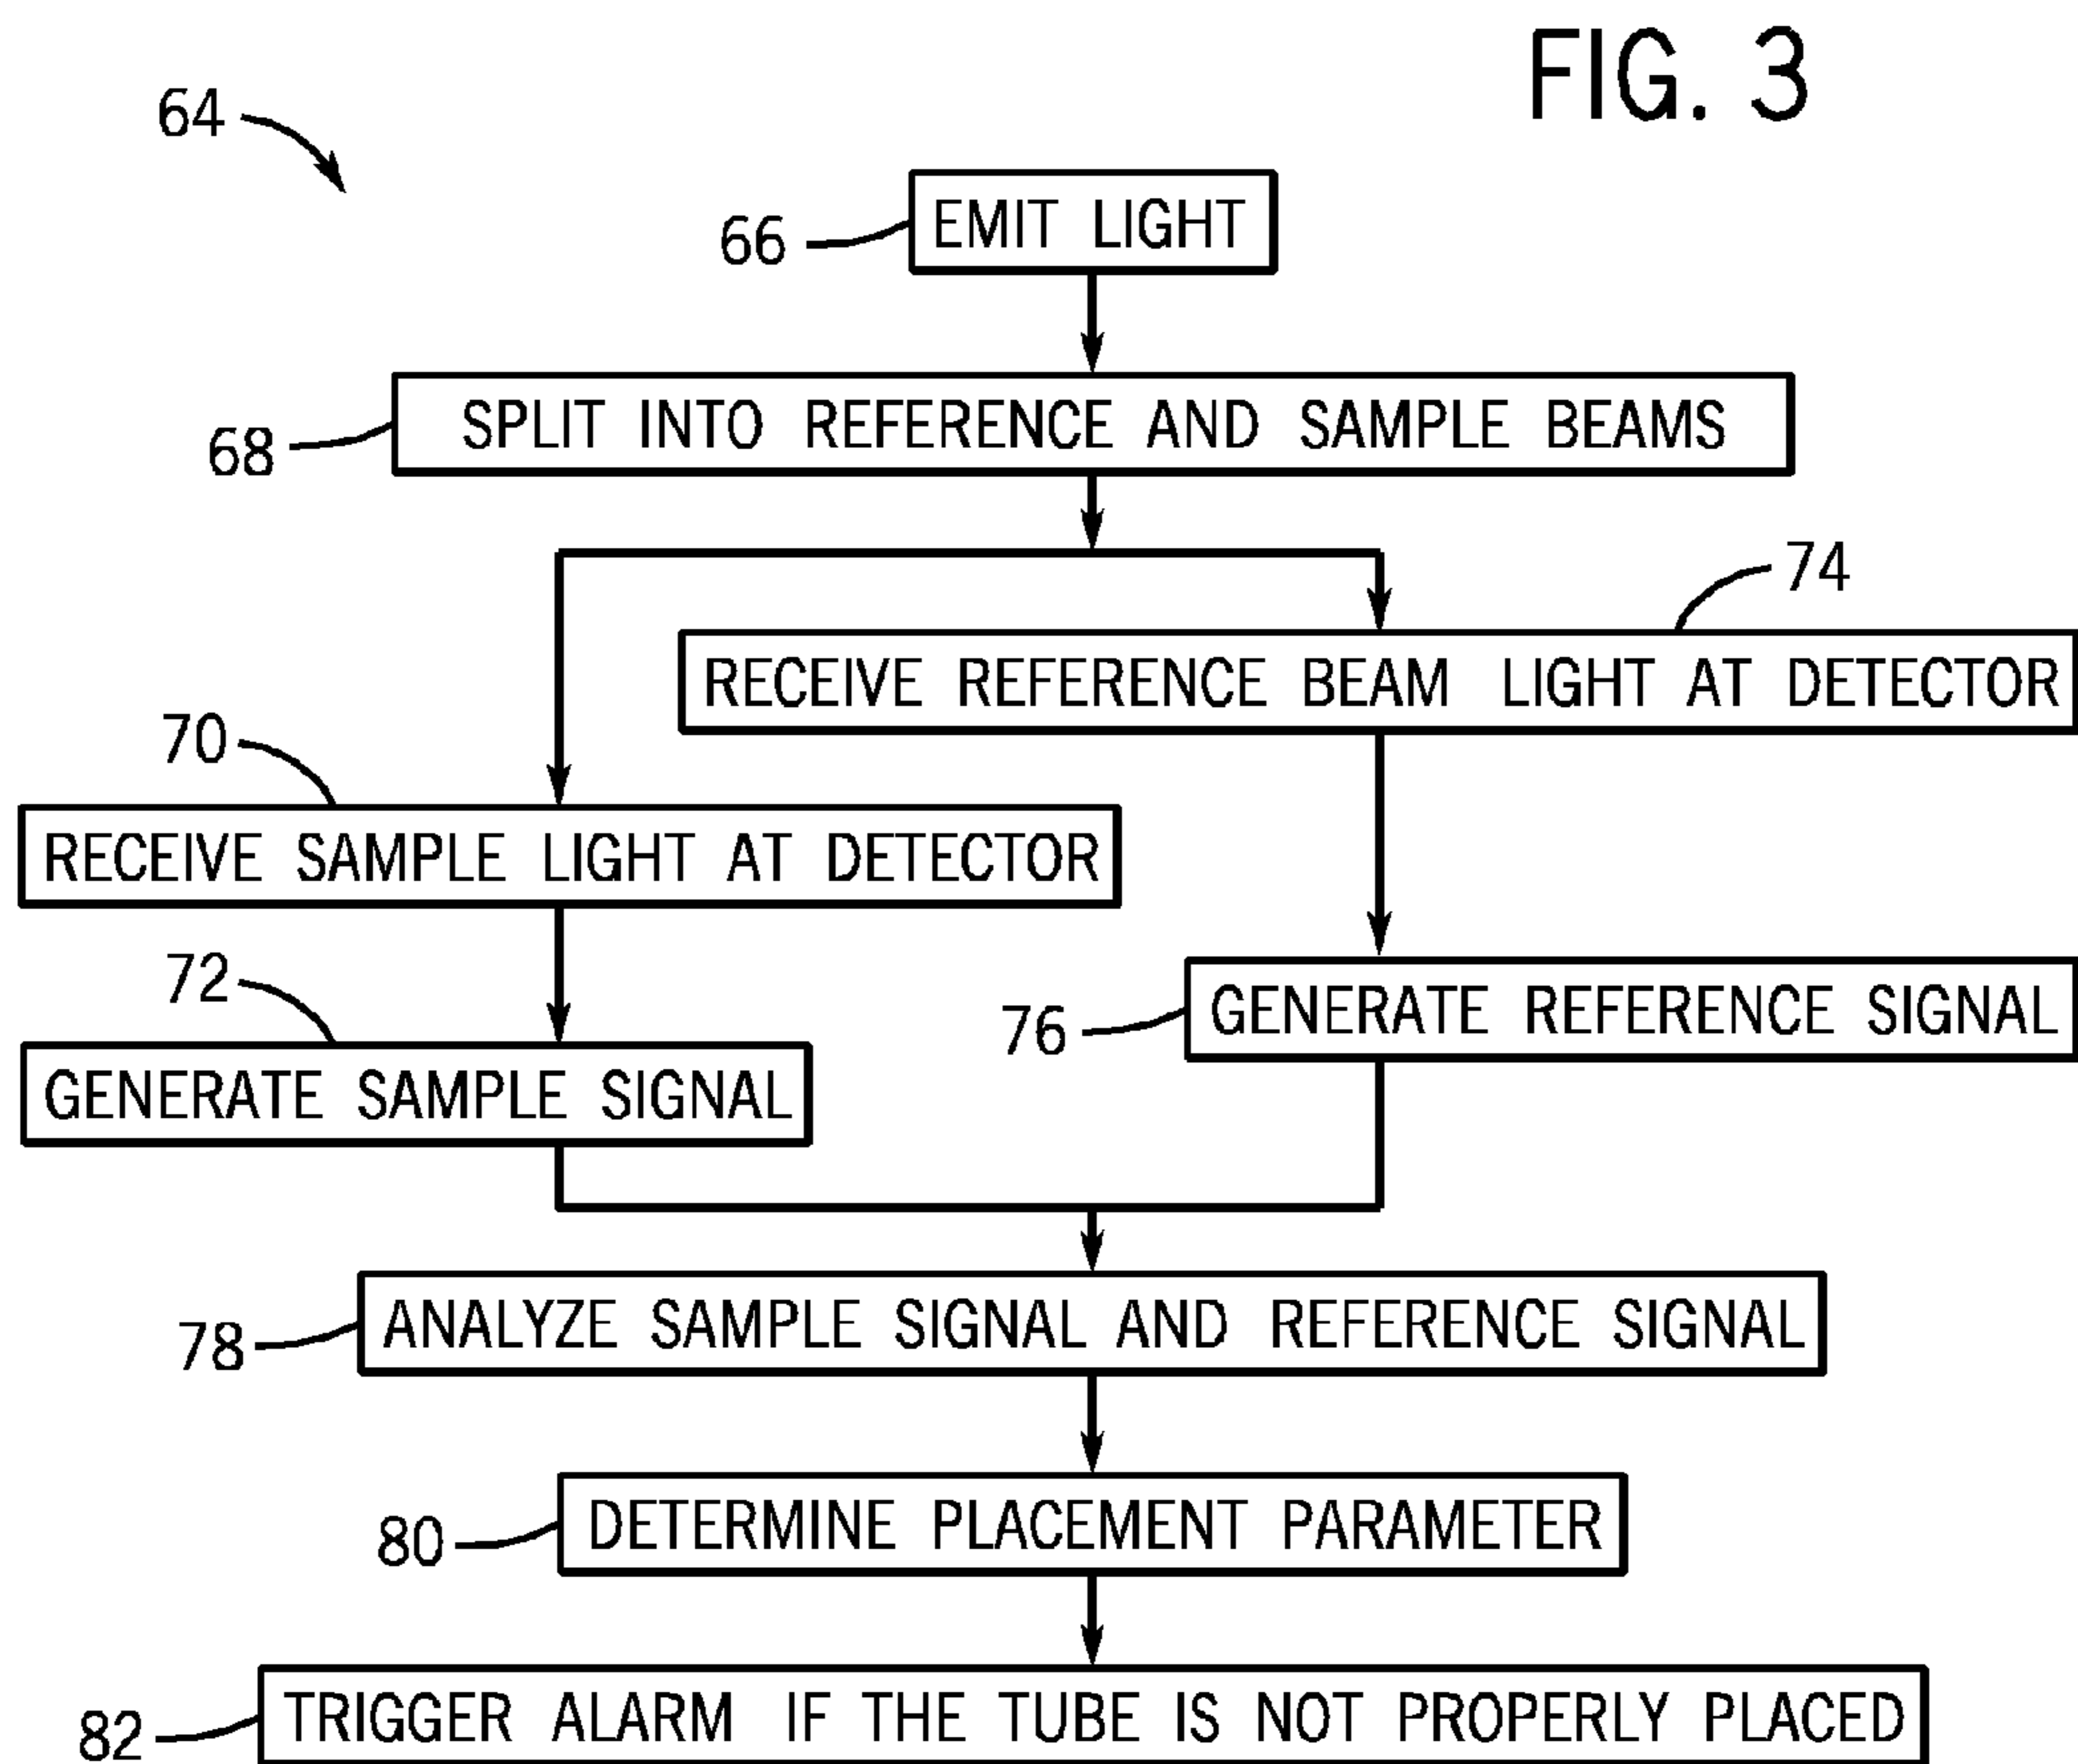 FIG. 3
64
66
EMIT LIGHT
68
SPLIT INTO REFERENCE AND SAMPLE BEAMS
74
RECEIVE REFERENCE BEAM LIGHT AT DETECTOR
70
RECEIVE SAMPLE LIGHT AT DETECTOR
72
GENERATE SAMPLE SIGNAL
76
GENERATE REFERENCE SIGNAL
78
ANALYZE SAMPLE SIGNAL AND REFERENCE SIGNAL
80
DETERMINE PLACEMENT PARAMETER
82
TRIGGER ALARM IF THE TUBE IS NOT PROPERLY PLACED